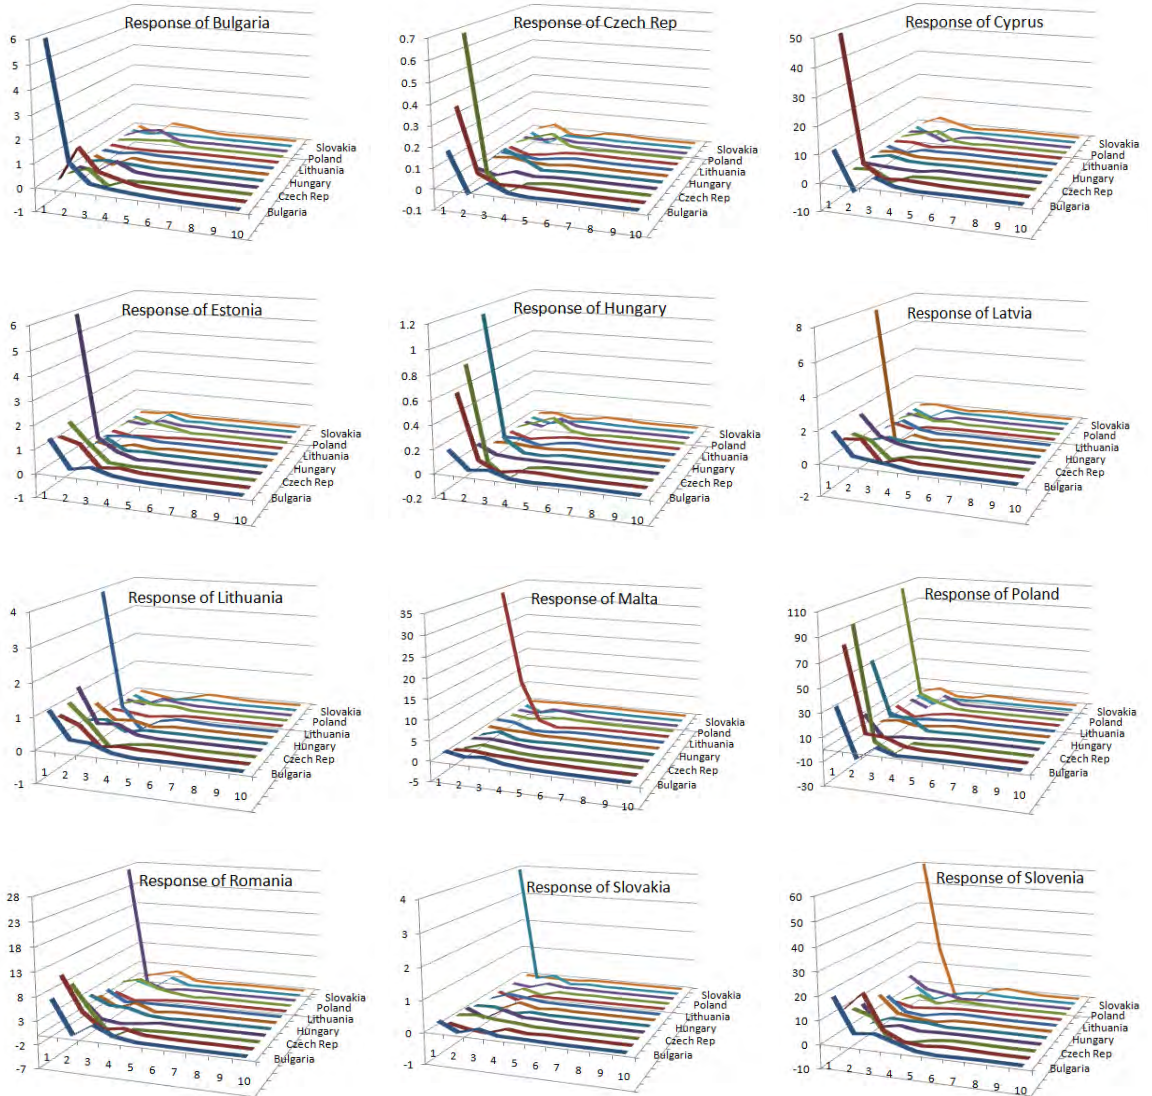 Response of Bulgaria
6
5
4
3
2
1
0
-1
1 2 3 4 5 6 7 8 9 10
Slovakia
Poland
Lithuania
Hungary
Czech Rep
Bulgaria
Response of Czech Rep
0.7
0.6
0.5
0.4
0.3
0.2
0.1
0
-0.1
1 2 3 4 5 6 7 8 9 10
Slovakia
Poland
Lithuania
Hungary
Czech Rep
Bulgaria
Response of Cyprus
50
40
30
20
10
0
-10
1 2 3 4 5 6 7 8 9 10
Slovakia
Poland
Lithuania
Hungary
Czech Rep
Bulgaria
Response of Estonia
6
5
4
3
2
1
0
-1
1 2 3 4 5 6 7 8 9 10
Slovakia
Poland
Lithuania
Hungary
Czech Rep
Bulgaria
Response of Hungary
1.2
1
0.8
0.6
0.4
0.2
0
-0.2
1 2 3 4 5 6 7 8 9 10
Slovakia
Poland
Lithuania
Hungary
Czech Rep
Bulgaria
Response of Latvia
8
6
4
2
0
-2
1 2 3 4 5 6 7 8 9 10
Slovakia
Poland
Lithuania
Hungary
Czech Rep
Bulgaria
Response of Lithuania
4
3
2
1
0
-1
1 2 3 4 5 6 7 8 9 10
Slovakia
Poland
Lithuania
Hungary
Czech Rep
Bulgaria
Response of Malta
35
30
25
20
15
10
5
0
-5
1 2 3 4 5 6 7 8 9 10
Slovakia
Poland
Lithuania
Hungary
Czech Rep
Bulgaria
Response of Poland
110
90
70
50
30
10
-10
-30
1 2 3 4 5 6 7 8 9 10
Slovakia
Poland
Lithuania
Hungary
Czech Rep
Bulgaria
Response of Romania
28
23
18
13
8
3
-2
-7
1 2 3 4 5 6 7 8 9 10
Slovakia
Poland
Lithuania
Hungary
Czech Rep
Bulgaria
Response of Slovakia
4
3
2
1
0
-1
1 2 3 4 5 6 7 8 9 10
Slovakia
Poland
Lithuania
Hungary
Czech Rep
Bulgaria
Response of Slovenia
60
50
40
30
20
10
0
-10
1 2 3 4 5 6 7 8 9 10
Slovakia
Poland
Lithuania
Hungary
Czech Rep
Bulgaria